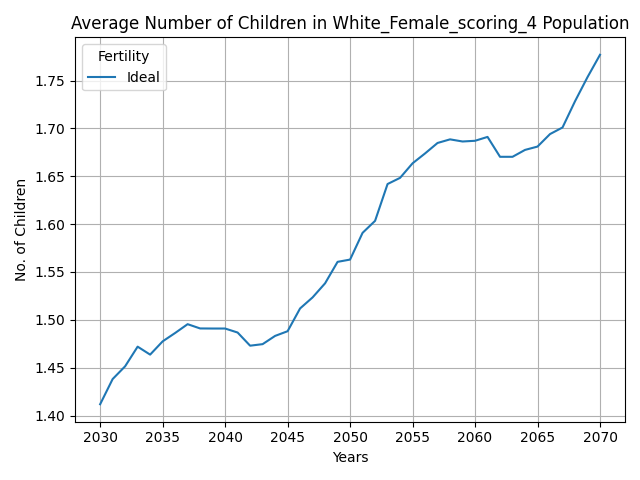 Average Number of Children in White_Female_scoring_4 Population
Fertility
Ideal
No. of Children
1.75
1.70
1.65
1.60
1.55
1.50
1.45
1.40
2030 2035 2040 2045 2050 2055 2060 2065 2070
Years